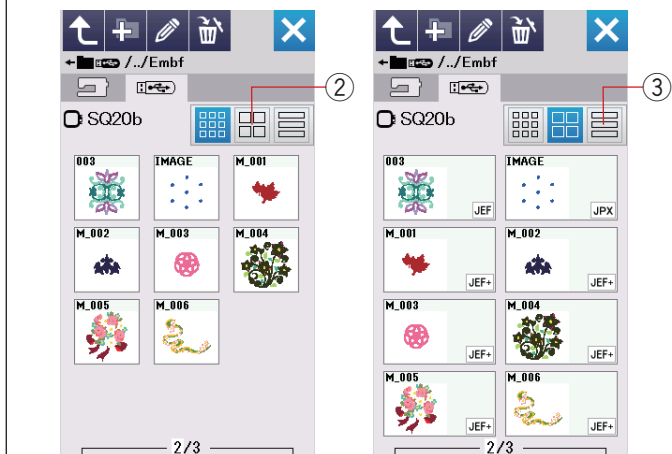 /../Embf
SQ20b
②
003 IMAGE M_001
M_002 M_003 M_004
M_005 M_006
2/3
/../Embf
SQ20b
③
003 IMAGE
JEF JPX
M_001 M_002
JEF+ JEF+
M_003 M_004
JEF+ JEF+
M_005 M_006
JEF+ JEF+
2/3